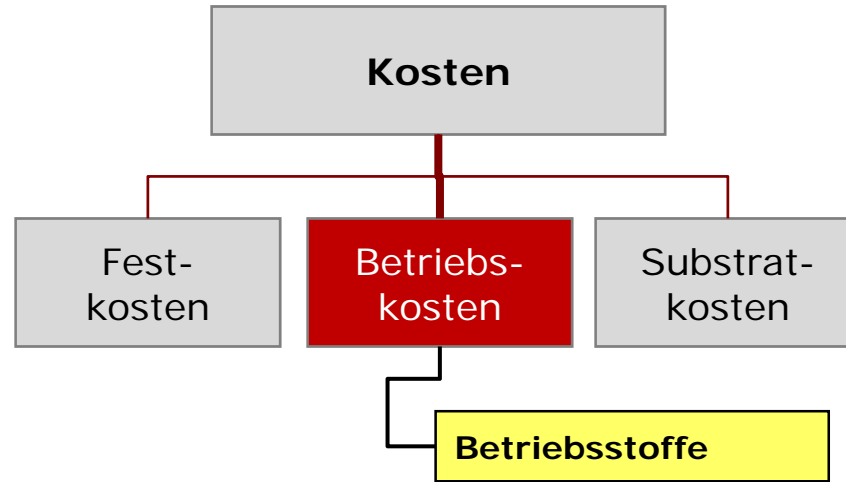 Kosten
Fest-
kosten
Betriebs-
kosten
Substrat-
kosten
Betriebsstoffe